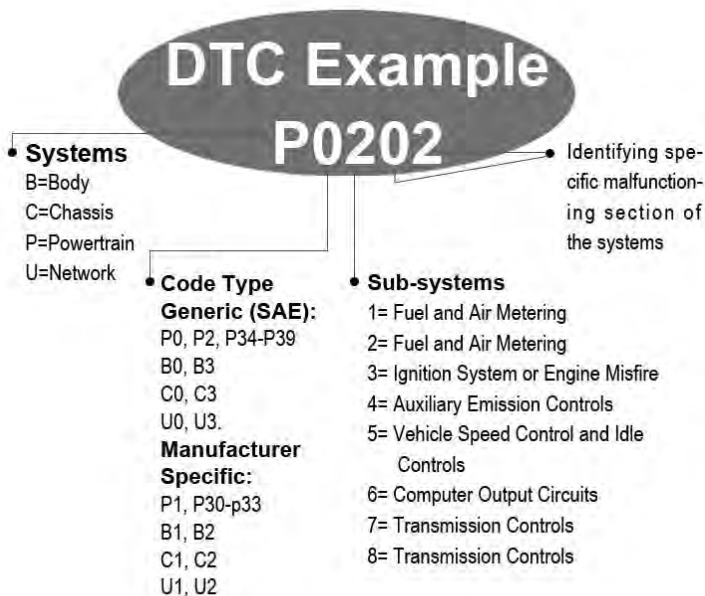 DTC Example
P0202
Systems
B=Body
C=Chassis
P=Powertrain
U=Network
Identifying spe-
cific malfunction-
ing section of
the systems
Code Type
Generic (SAE):
P0, P2, P34-P39
B0, B3
C0, C3
U0, U3.
Manufacturer
Specific:
P1, P30-p33
B1, B2
C1, C2
U1, U2
Sub-systems
1= Fuel and Air Metering
2= Fuel and Air Metering
3= Ignition System or Engine Misfire
4= Auxiliary Emission Controls
5= Vehicle Speed Control and Idle
Controls
6= Computer Output Circuits
7= Transmission Controls
8= Transmission Controls